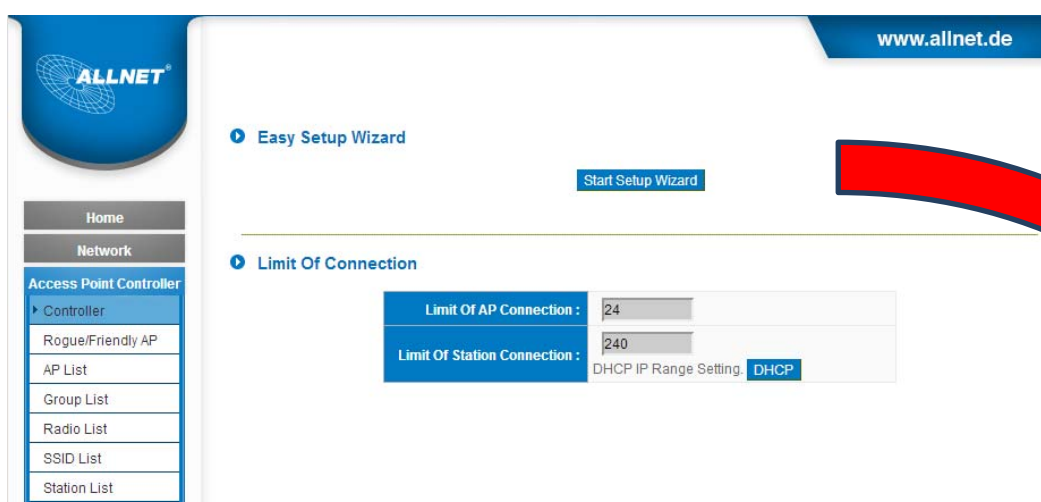 www.allnet.de
ALLNET®
Easy Setup Wizard
Start Setup Wizard
Home
Network
Access Point Controller
Controller
Rogue/Friendly AP
AP List
Group List
Radio List
SSID List
Station List
Limit Of Connection
Limit Of AP Connection : 24
Limit Of Station Connection : 240
DHCP IP Range Setting. DHCP